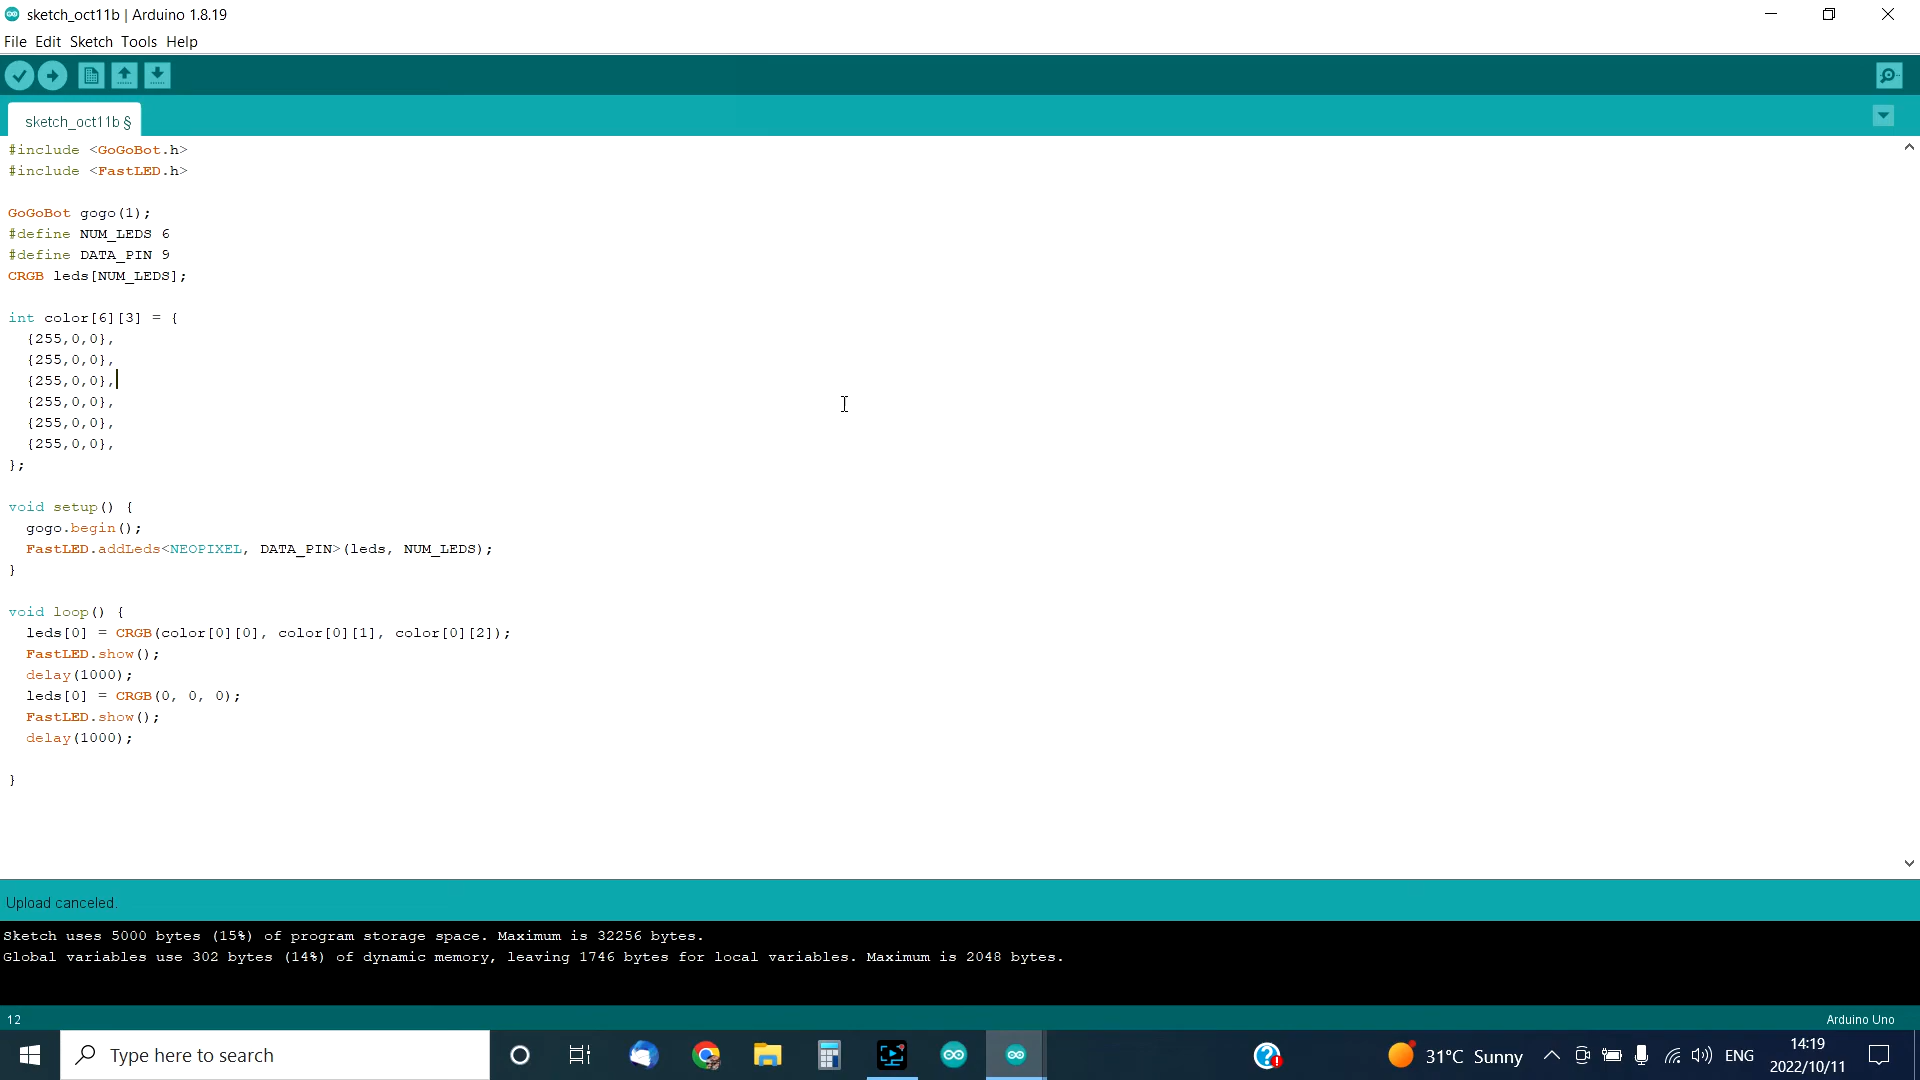 sketch_oct11b | Arduino 1.8.19
File Edit Sketch Tools Help
sketch_oct11b §
#include <GoGoBot.h>
#include <FastLED.h>
GoGoBot gogo(1);
#define NUM_LEDS 6
#define DATA_PIN 9
CRGB leds[NUM_LEDS];
int color[6][3] = {
{255,0,0},
{255,0,0},
{255,0,0},
{255,0,0},
{255,0,0},
{255,0,0},
};
void setup() {
gogo.begin();
FastLED.addLeds<NEOPIXEL, DATA_PIN>(leds, NUM_LEDS);
}
void loop() {
leds[0] = CRGB(color[0][0], color[0][1], color[0][2]);
FastLED.show();
delay(1000);
leds[0] = CRGB(0, 0, 0);
FastLED.show();
delay(1000);
}
Upload canceled.
Sketch uses 5000 bytes (15%) of program storage space. Maximum is 32256 bytes.
Global variables use 302 bytes (14%) of dynamic memory, leaving 1746 bytes for local variables. Maximum is 2048 bytes.
12 Arduino Uno
Type here to search 31°C Sunny ENG 14:19
2022/10/11